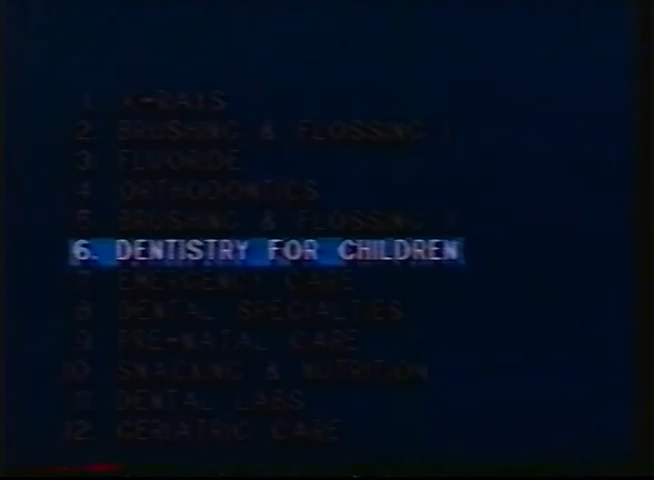 1. X-RAYS
2. BRUSHING & FLOSSING I
3. FLUORIDE
4. ORTHODONTICS
5. BRUSHING & FLOSSING II
6. DENTISTRY FOR CHILDREN
7. EMERGENCY CARE
8. DENTAL SPECIALTIES
9. PRE-NATAL CARE
10. SNACKING & NUTRITION
11. DENTAL LABS
12. GERIATRIC CARE